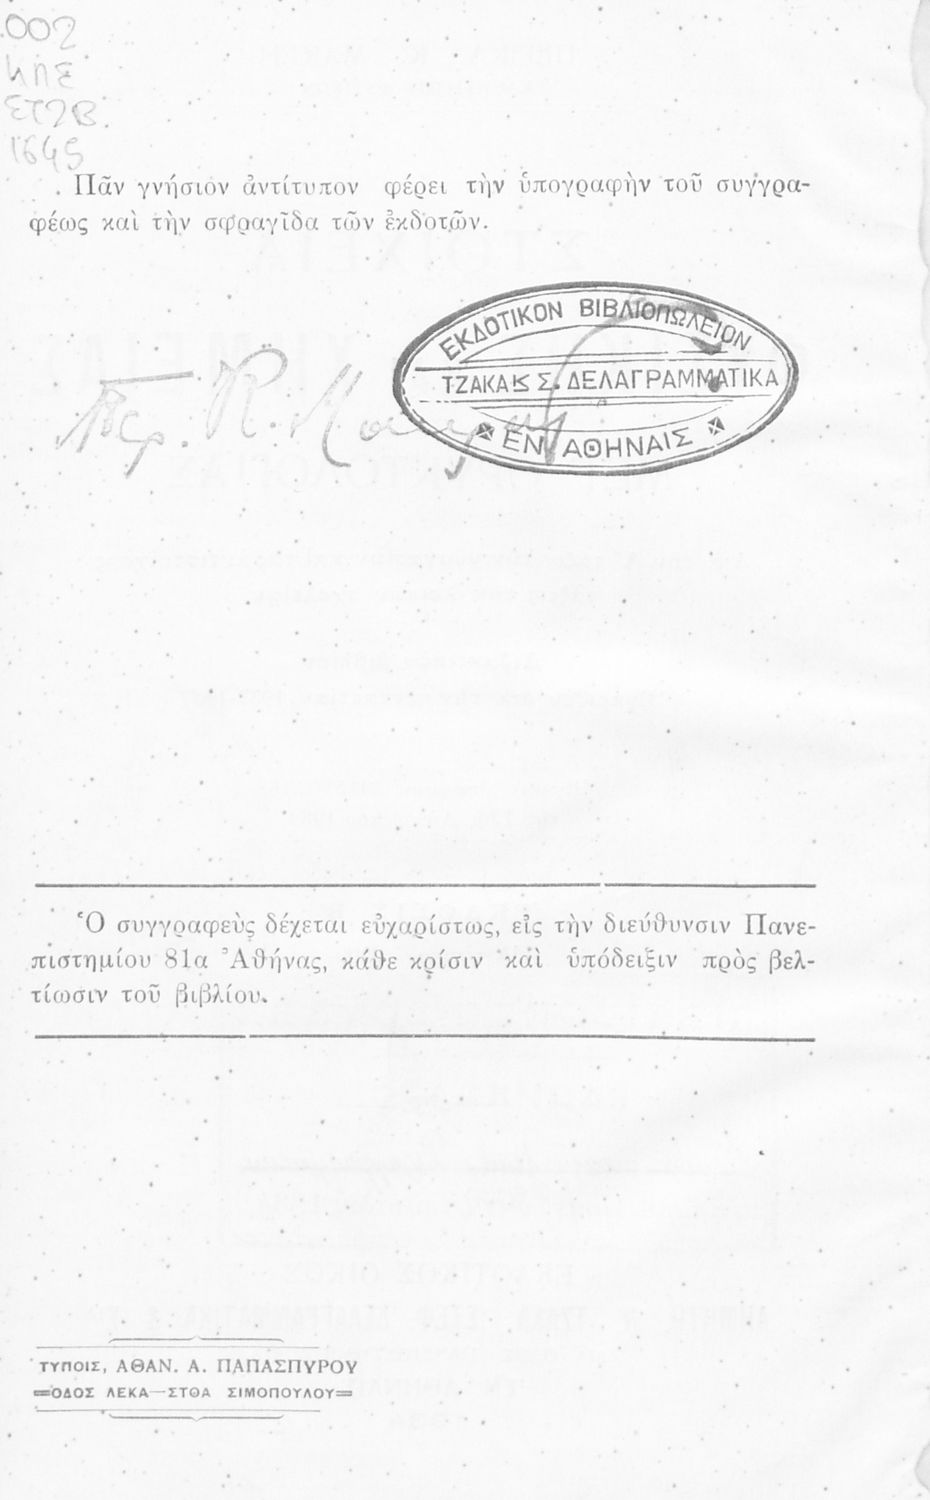 .002
ΚΠΣ
ΣΤ2Β.
1645
Πᾶν γνήσιον ἀντίτυπον φέρει τὴν ὑπογραφὴν τοῦ συγγρα-
φέως καὶ τὴν σφραγῖδα τῶν ἐκδοτῶν.
ΕΚΔΟΤΙΚΟΝ ΒΙΒΛΙΟΠΩΛΕΙΟΝ
ΤΖΑΚΑ Κ Σ. ΔΕΛΑΓΡΑΜΜΑΤΙΚΑ
ΕΝ ΑΘΗΝΑΙΣ
Ὁ συγγραφεὺς δέχεται εὐχαρίστως, εἰς τὴν διεύθυνσιν Πανε-
πιστημίου 81α Ἀθήνας, κάθε κρίσιν καὶ ὑπόδειξιν πρὸς βελ-
τίωσιν τοῦ βιβλίου.
ΤΥΠΟΙΣ, ΑΘΑΝ. Α. ΠΑΠΑΣΠΥΡΟΥ
ΟΔΟΣ ΛΕΚΑ—ΣΤΟΑ ΣΙΜΟΠΟΥΛΟΥ